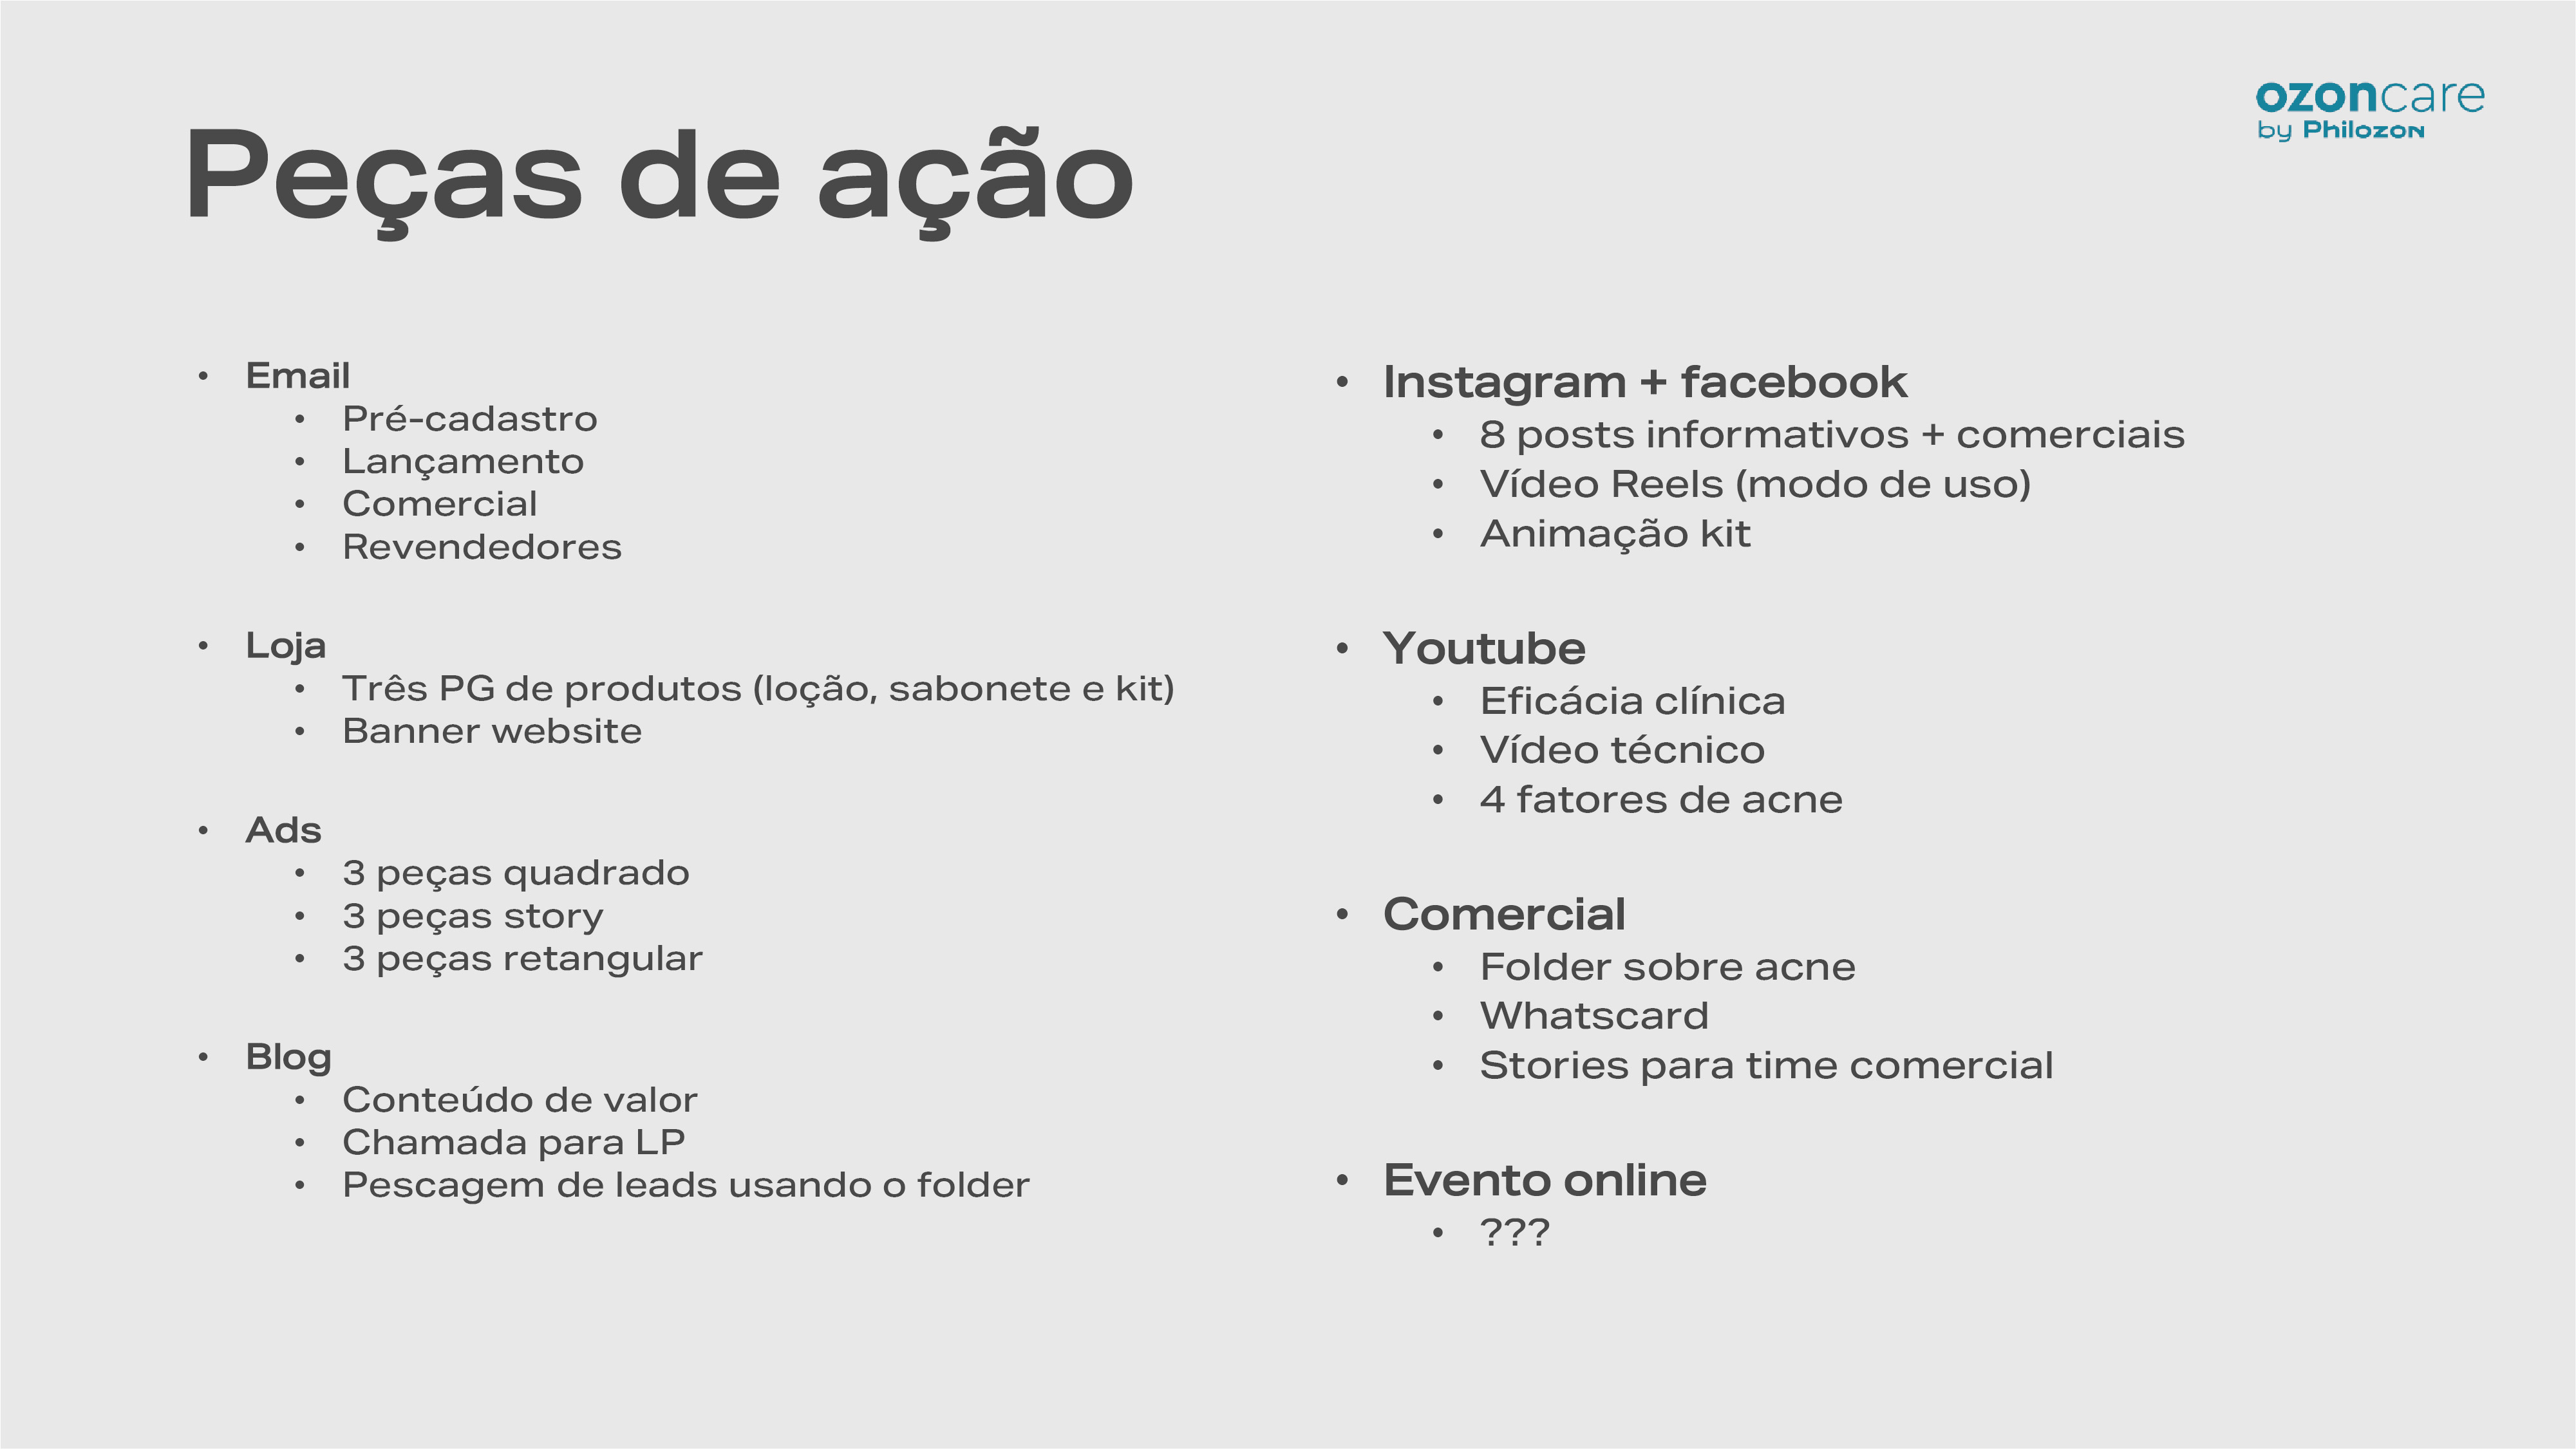 ozoncare
by Philozon
Peças de ação
• Email
• Pré-cadastro
• Lançamento
• Comercial
• Revendedores
• Loja
• Três PG de produtos (loção, sabonete e kit)
• Banner website
• Ads
• 3 peças quadrado
• 3 peças story
• 3 peças retangular
• Blog
• Conteúdo de valor
• Chamada para LP
• Pescagem de leads usando o folder
• Instagram + facebook
• 8 posts informativos + comerciais
• Vídeo Reels (modo de uso)
• Animação kit
• Youtube
• Eficácia clínica
• Vídeo técnico
• 4 fatores de acne
• Comercial
• Folder sobre acne
• Whatscard
• Stories para time comercial
• Evento online
• ???